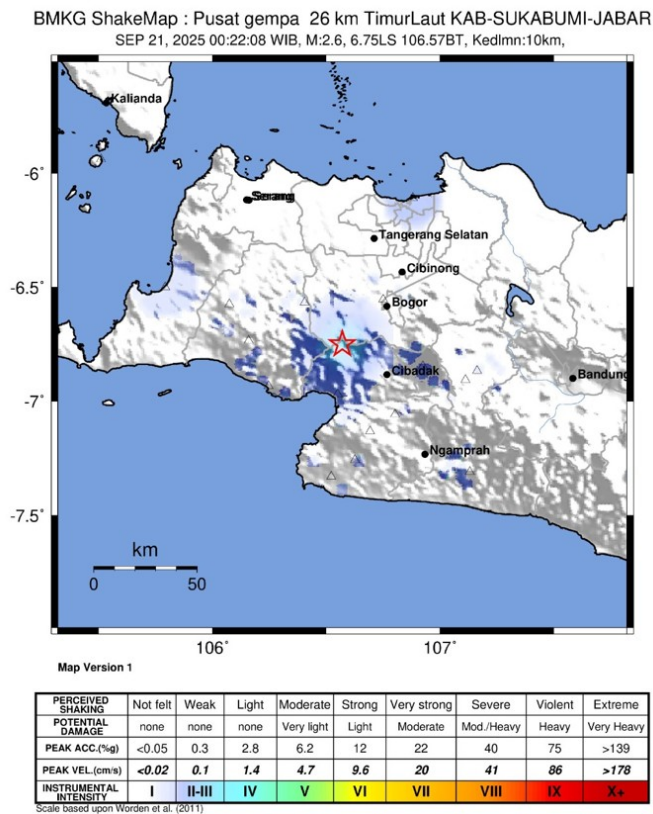 BMKG ShakeMap : Pusat gempa 26 km TimurLaut KAB-SUKABUMI-JABAR
SEP 21, 2025 00:22:08 WIB, M:2.6, 6.75LS 106.57BT, Kedlmn:10km,
Kalianda
-6°
Serang
Tangerang Selatan
Cibinong
-6.5°
Bogor
Cibadak
Bandung
-7°
Ngamprah
-7.5°
km
0 50
106° 107°
Map Version 1
PERCEIVED SHAKING Not felt Weak Light Moderate Strong Very strong Severe Violent Extreme
POTENTIAL DAMAGE none none none Very light Light Moderate Mod./Heavy Heavy Very Heavy
PEAK ACC.(%g) <0.05 0.3 2.8 6.2 12 22 40 75 >139
PEAK VEL.(cm/s) <0.02 0.1 1.4 4.7 9.6 20 41 86 >178
INSTRUMENTAL INTENSITY I II-III IV V VI VII VIII IX X+
Scale based upon Worden et al. (2011)